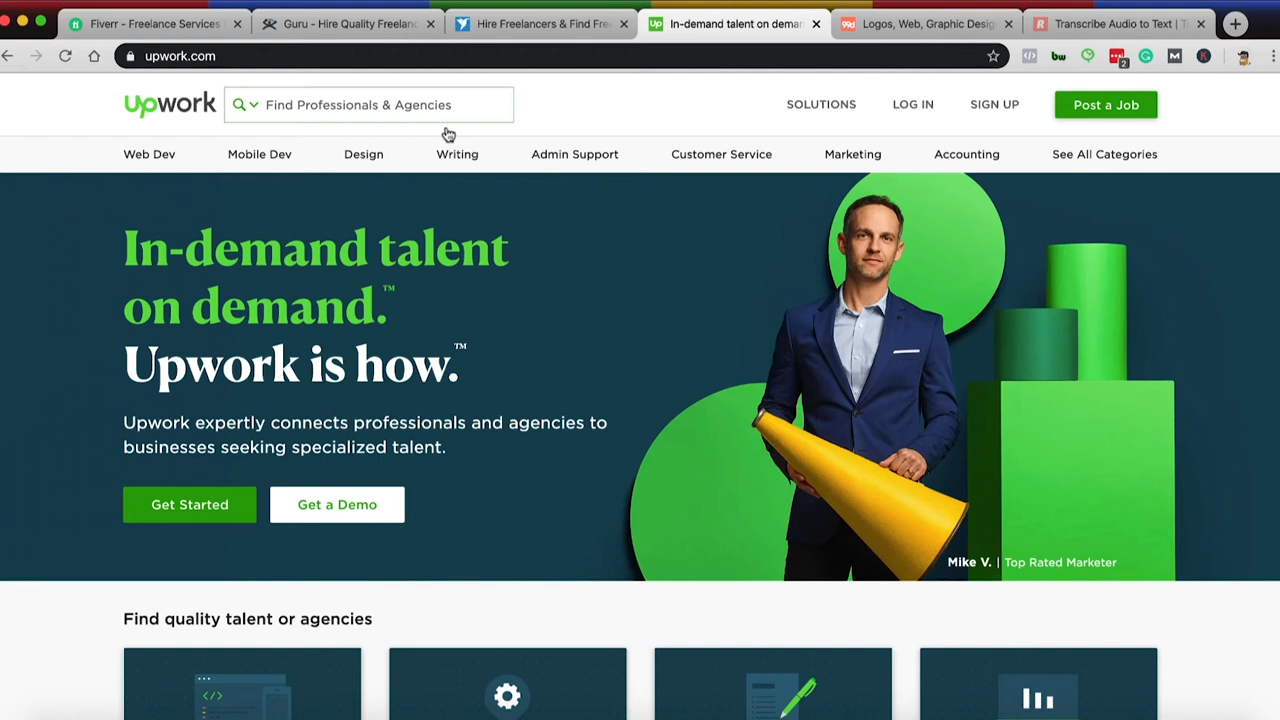 Fiverr - Freelance Services
Guru - Hire Quality Freelanc
Hire Freelancers & Find Free
In-demand talent on deman
Logos, Web, Graphic Desig
Transcribe Audio to Text | T
upwork.com
2
Upwork
Find Professionals & Agencies
SOLUTIONS
LOG IN
SIGN UP
Post a Job
Web Dev
Mobile Dev
Design
Writing
Admin Support
Customer Service
Marketing
Accounting
See All Categories
In-demand talent
on demand.™
Upwork is how.™
Upwork expertly connects professionals and agencies to
businesses seeking specialized talent.
Get Started
Get a Demo
Mike V. | Top Rated Marketer
Find quality talent or agencies